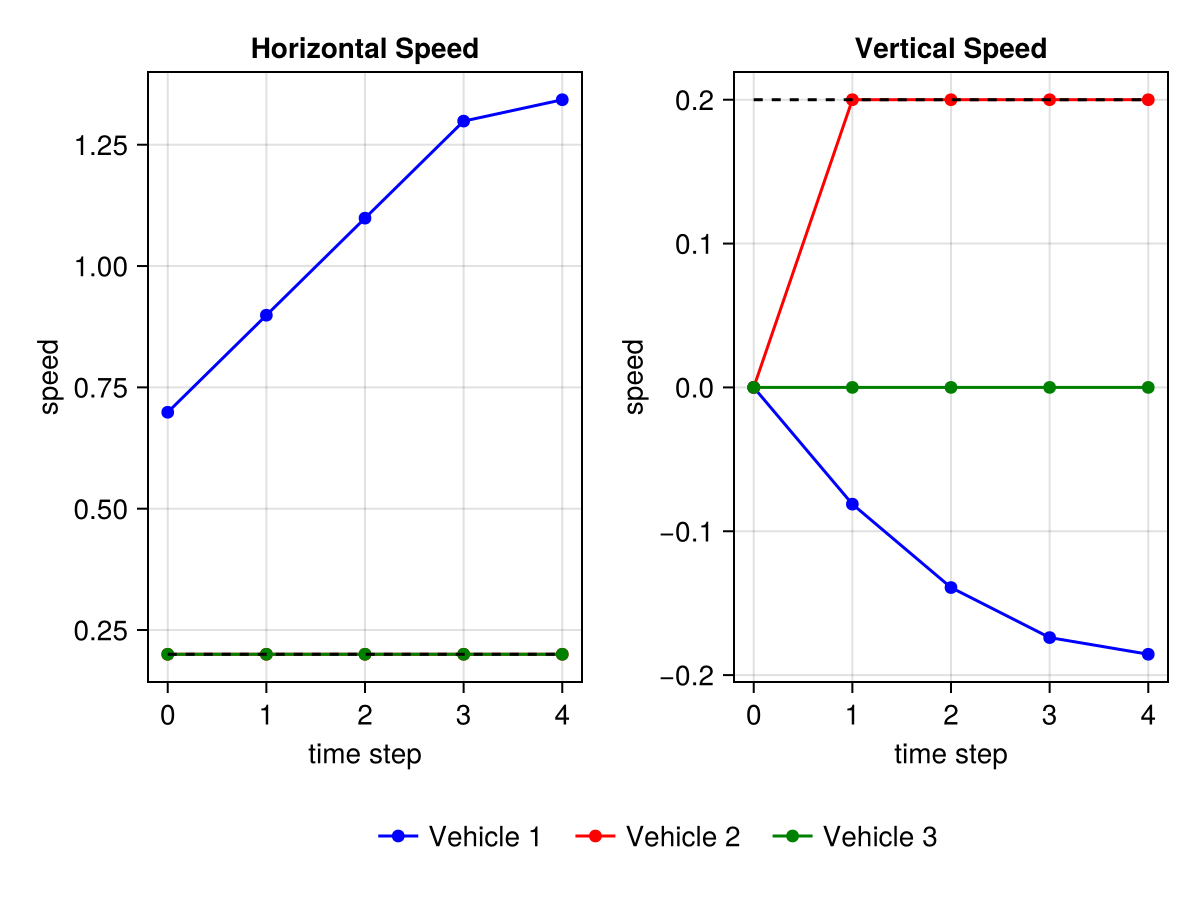 Horizontal Speed
speed
1.25
1.00
0.75
0.50
0.25
0 1 2 3 4
time step
Vertical Speed
speed
0.2
0.1
0.0
−0.1
−0.2
0 1 2 3 4
time step
Vehicle 1 Vehicle 2 Vehicle 3